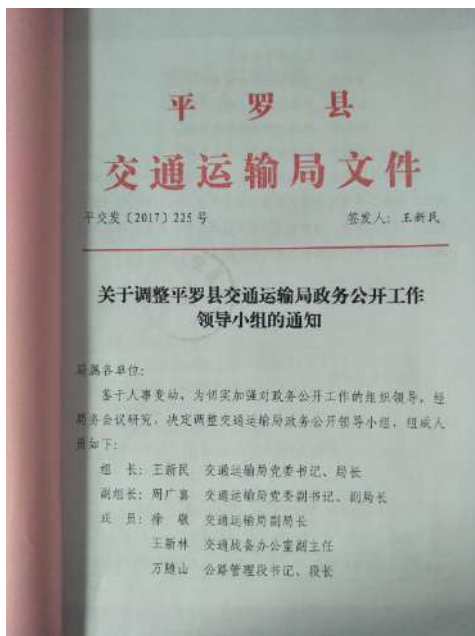 平罗县
交通运输局文件
平交发〔2017〕225号 签发人：王新民
关于调整平罗县交通运输局政务公开工作
领导小组的通知
局属各单位：
鉴于人事变动，为切实加强对政务公开工作的组织领导，经
局务会议研究，决定调整交通运输局政务公开领导小组，组成人
员如下：
组 长：王新民 交通运输局党委书记、局长
副组长：周广喜 交通运输局党委副书记、副局长
成 员：徐 敬 交通运输局副局长
王新林 交通战备办公室副主任
万随山 公路管理段书记、段长